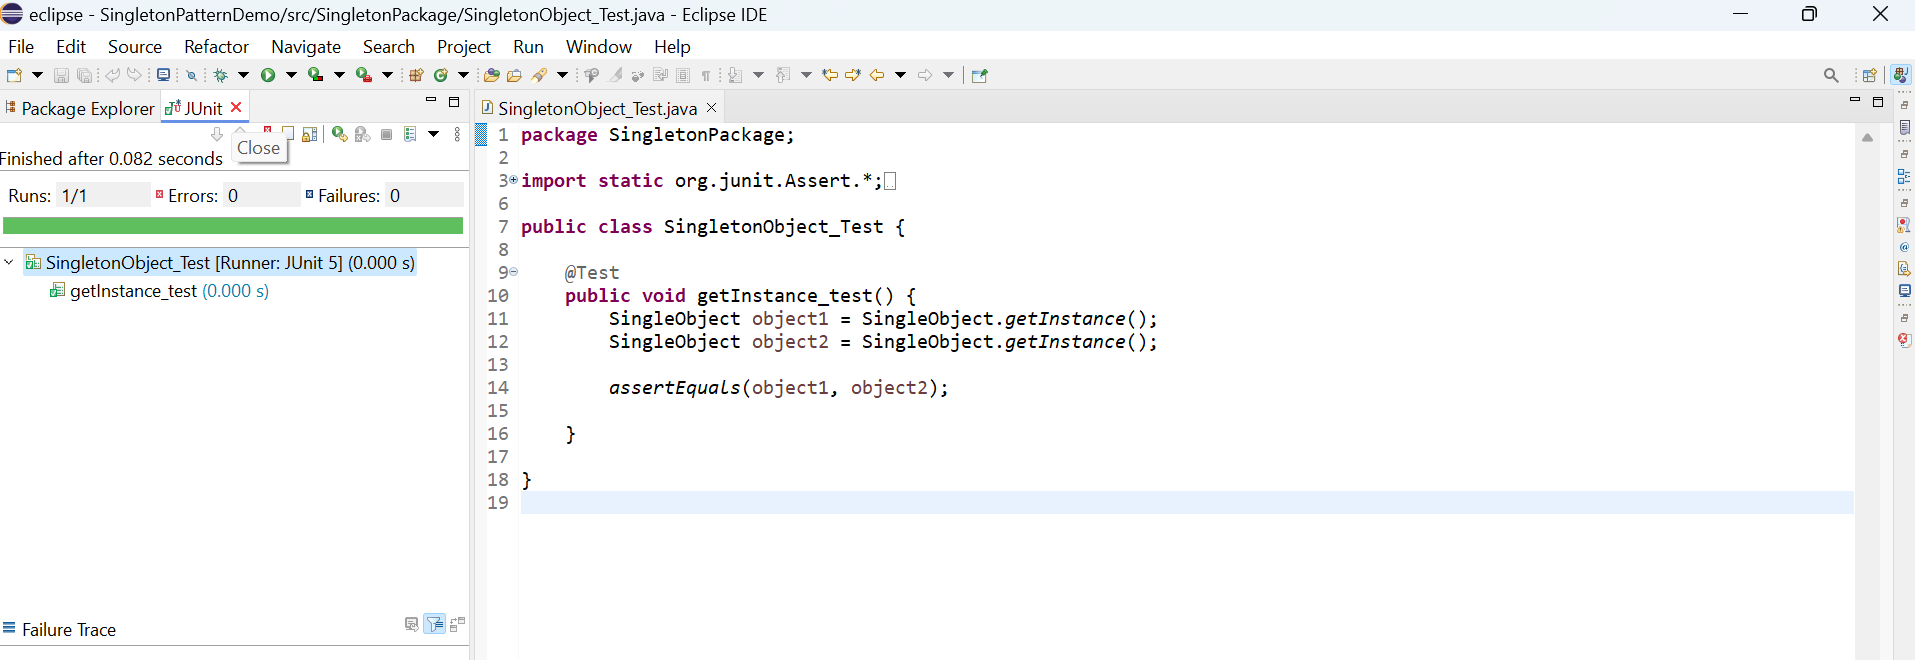 eclipse - SingletonPatternDemo/src/SingletonPackage/SingletonObject_Test.java - Eclipse IDE
File Edit Source Refactor Navigate Search Project Run Window Help
Package Explorer JUnit
Close
Finished after 0.082 seconds
Runs: 1/1 Errors: 0 Failures: 0
SingletonObject_Test [Runner: JUnit 5] (0.000 s)
getInstance_test (0.000 s)
Failure Trace
SingletonObject_Test.java
1 package SingletonPackage;
2
3 import static org.junit.Assert.*;
6
7 public class SingletonObject_Test {
8
9 @Test
10 public void getInstance_test() {
11 SingleObject object1 = SingleObject.getInstance();
12 SingleObject object2 = SingleObject.getInstance();
13
14 assertEquals(object1, object2);
15
16 }
17
18 }
19